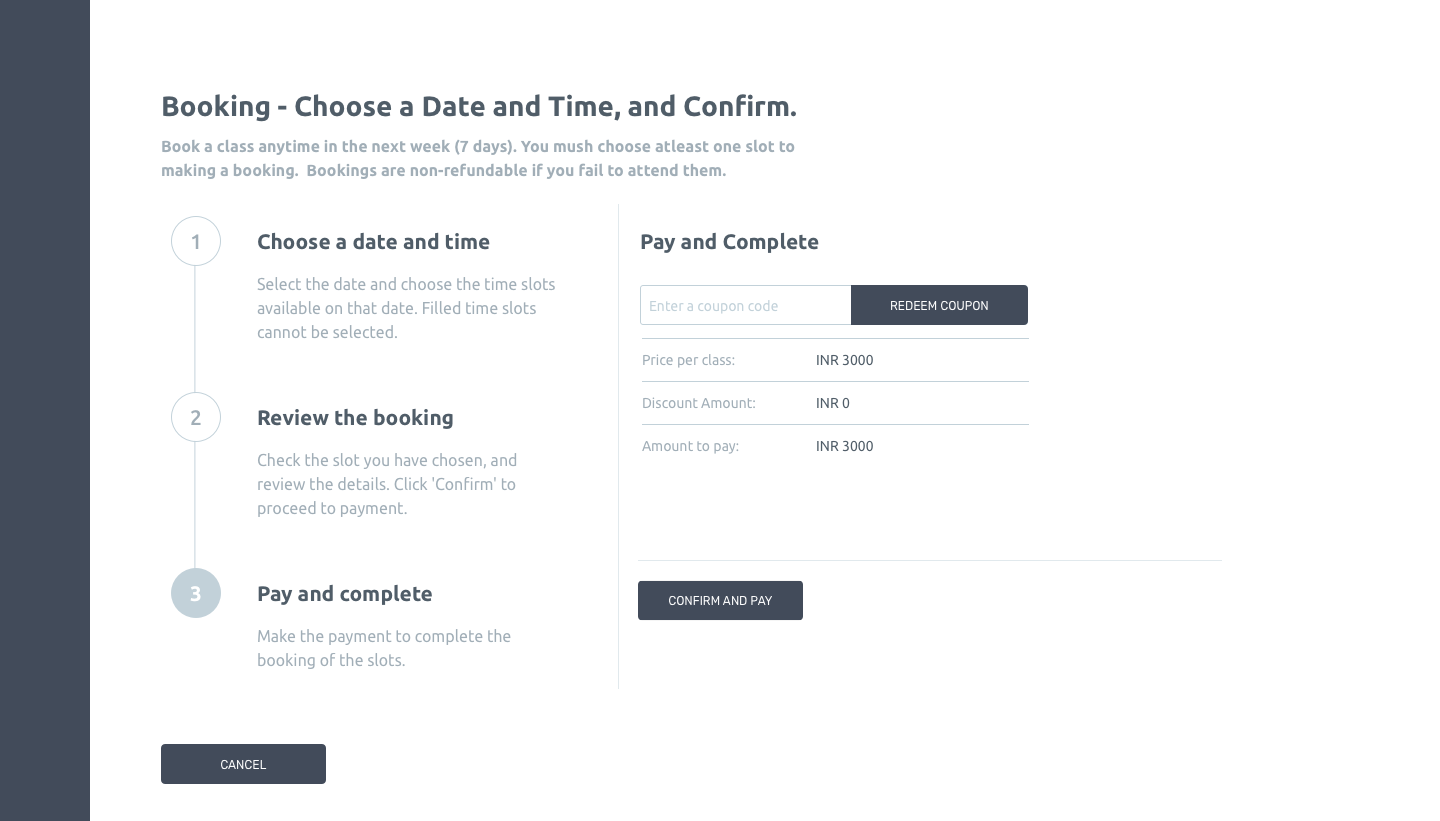 Booking - Choose a Date and Time, and Confirm.
Book a class anytime in the next week (7 days). You mush choose atleast one slot to
making a booking.  Bookings are non-refundable if you fail to attend them.
1
Choose a date and time
Select the date and choose the time slots
available on that date. Filled time slots
cannot be selected.
2
Review the booking
Check the slot you have chosen, and
review the details. Click 'Confirm' to
proceed to payment.
3
Pay and complete
Make the payment to complete the
booking of the slots.
Pay and Complete
Enter a coupon code REDEEM COUPON
Price per class: INR 3000
Discount Amount: INR 0
Amount to pay: INR 3000
CONFIRM AND PAY
CANCEL